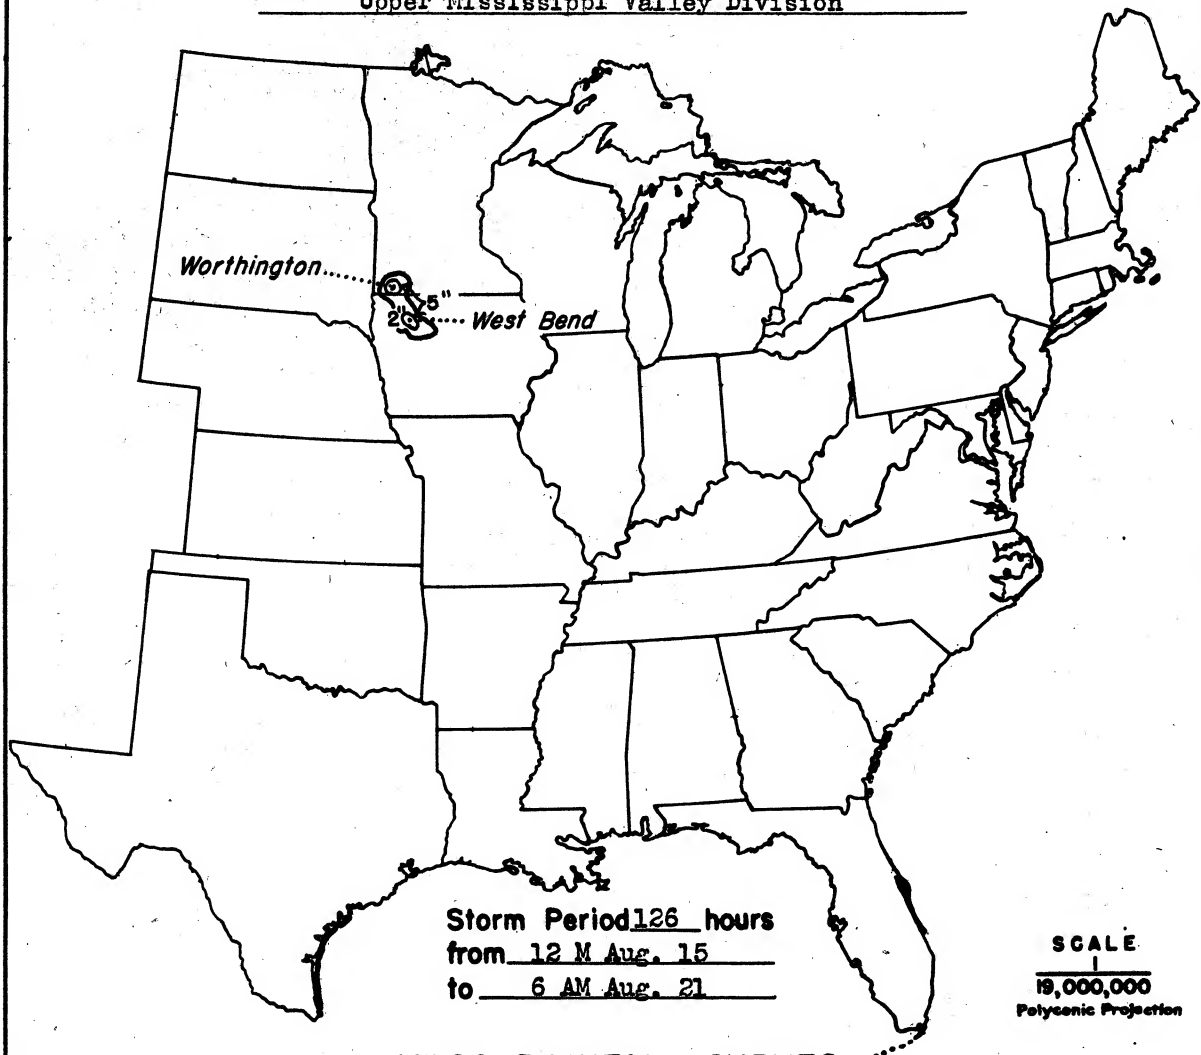 Upper Mississippi Valley Division
Worthington
5"
2"
West Bend
Storm Period 126 hours
from 12 M Aug. 15
to 6 AM Aug. 21
SCALE
1
19,000,000
Polyconic Projection